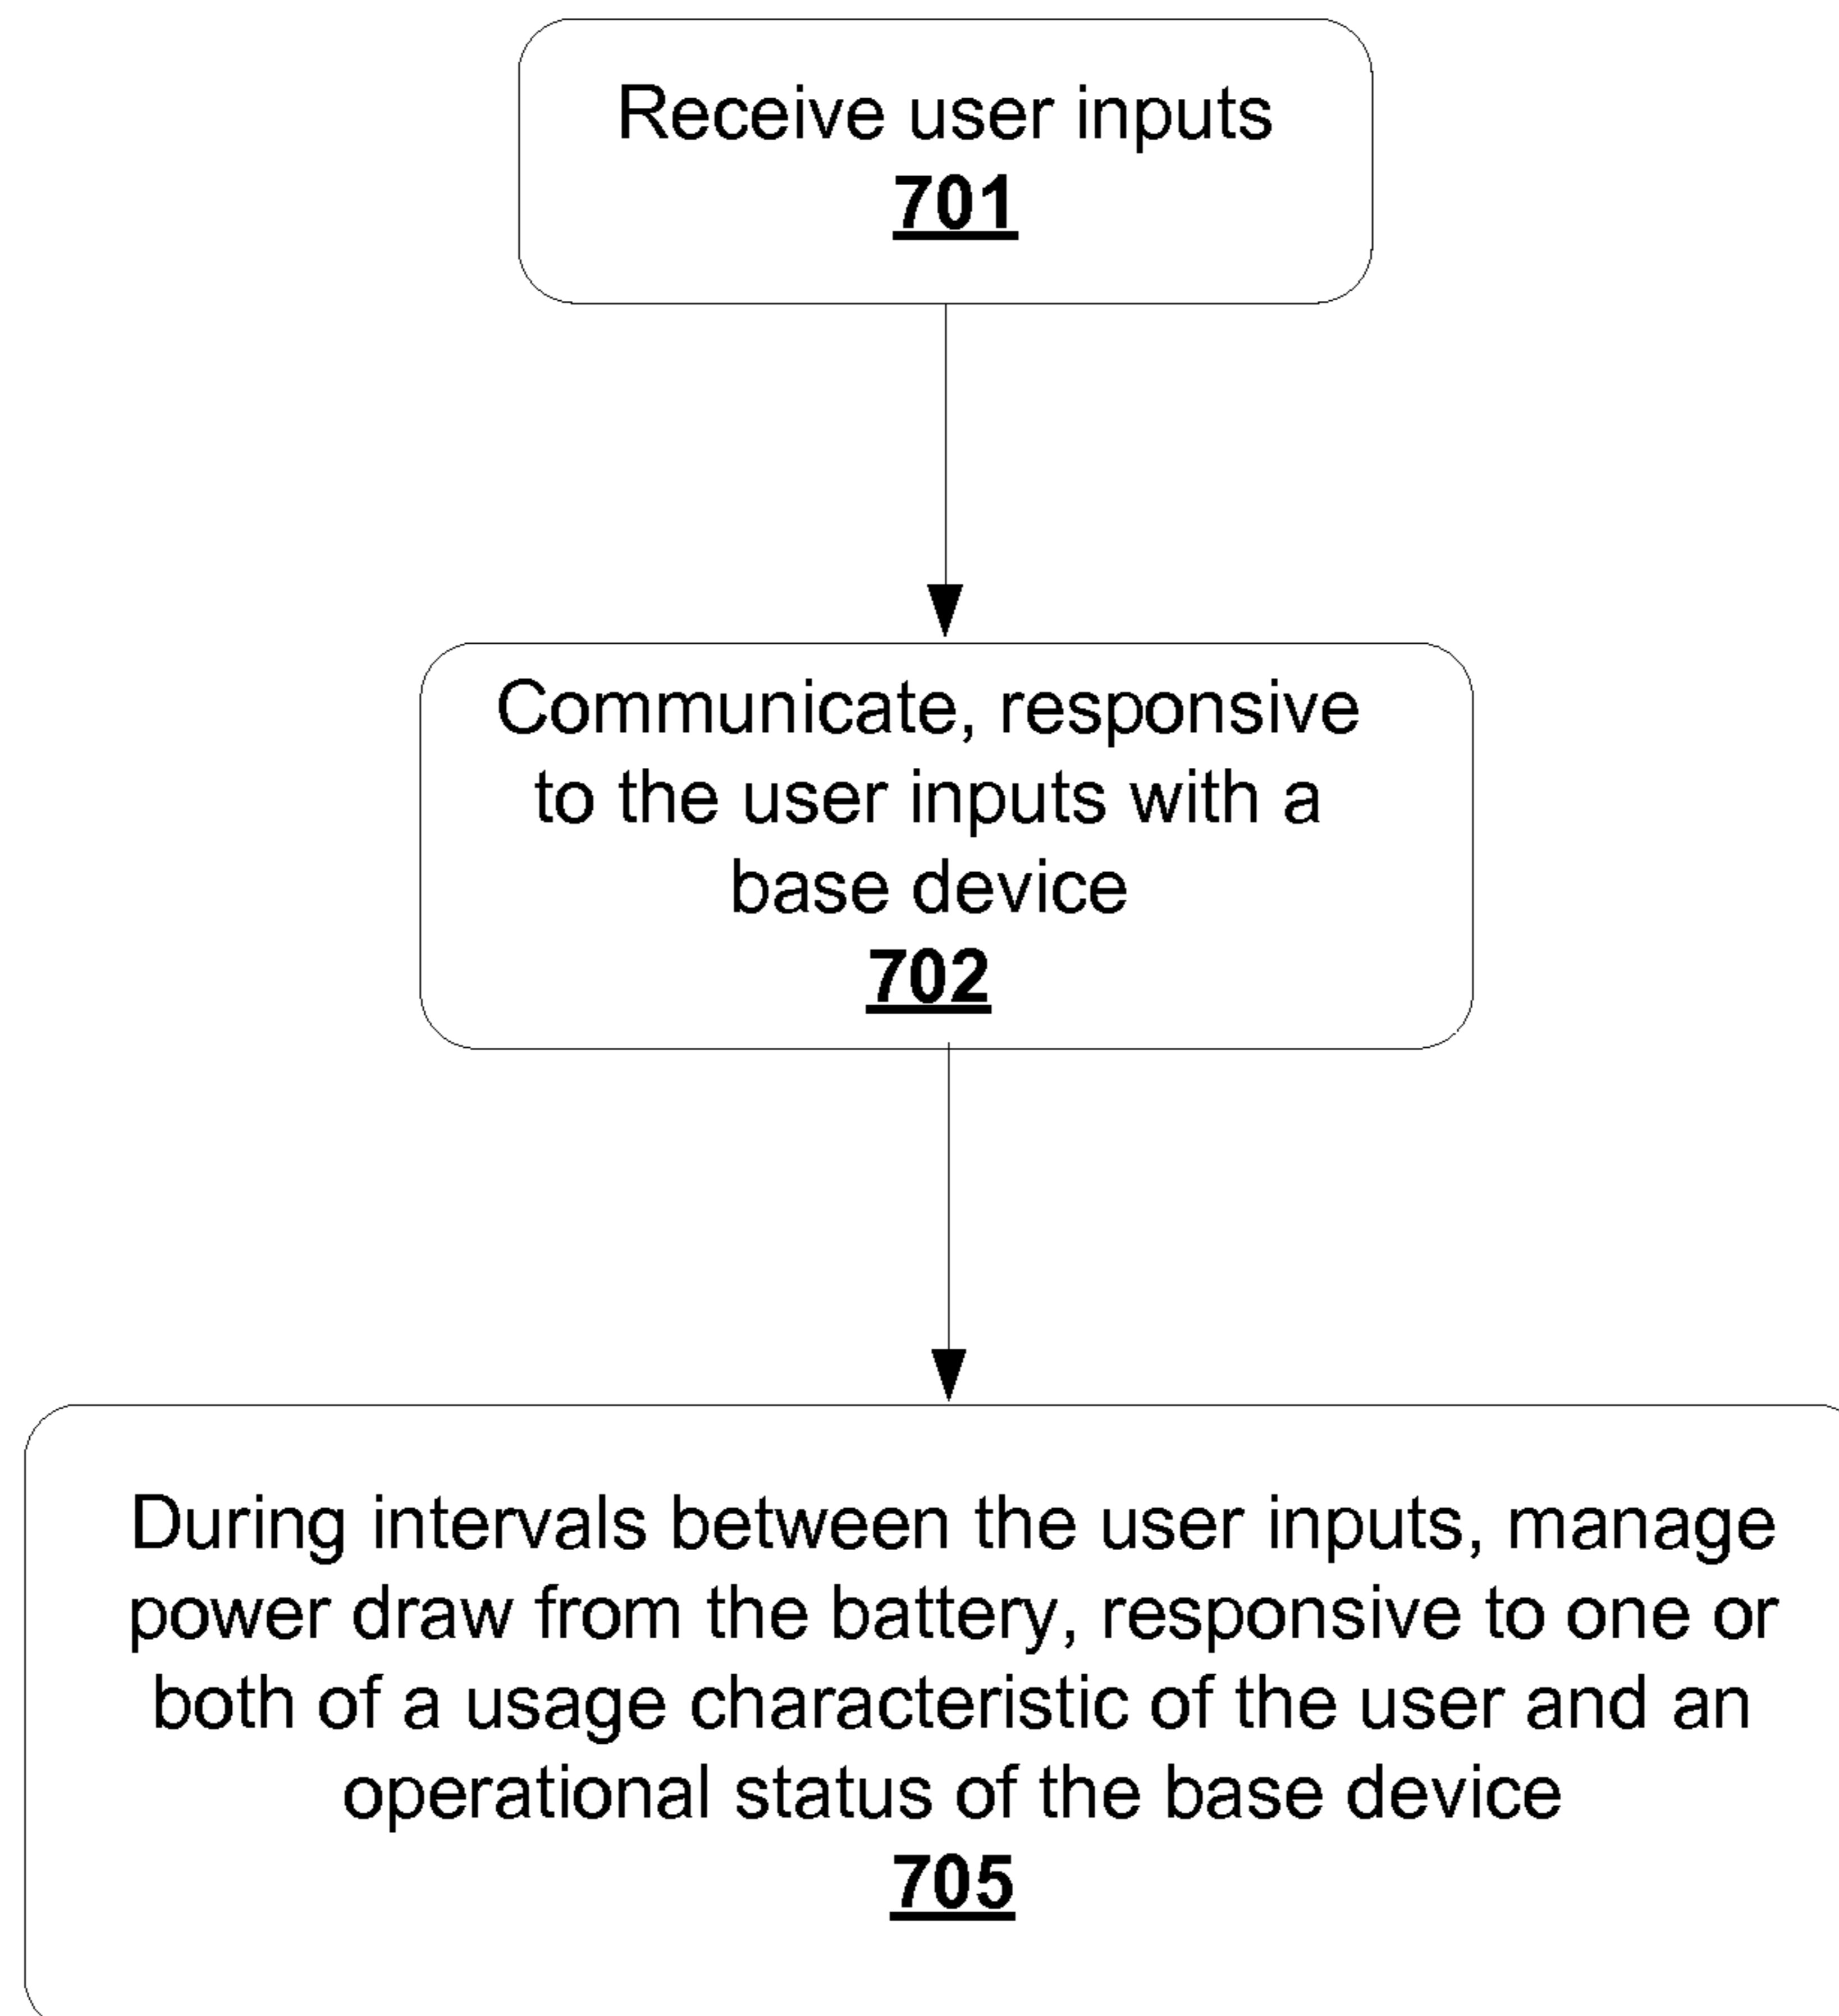 Receive user inputs
701
Communicate, responsive
to the user inputs with a
base device
702
During intervals between the user inputs, manage
power draw from the battery, responsive to one or
both of a usage characteristic of the user and an
operational status of the base device
705